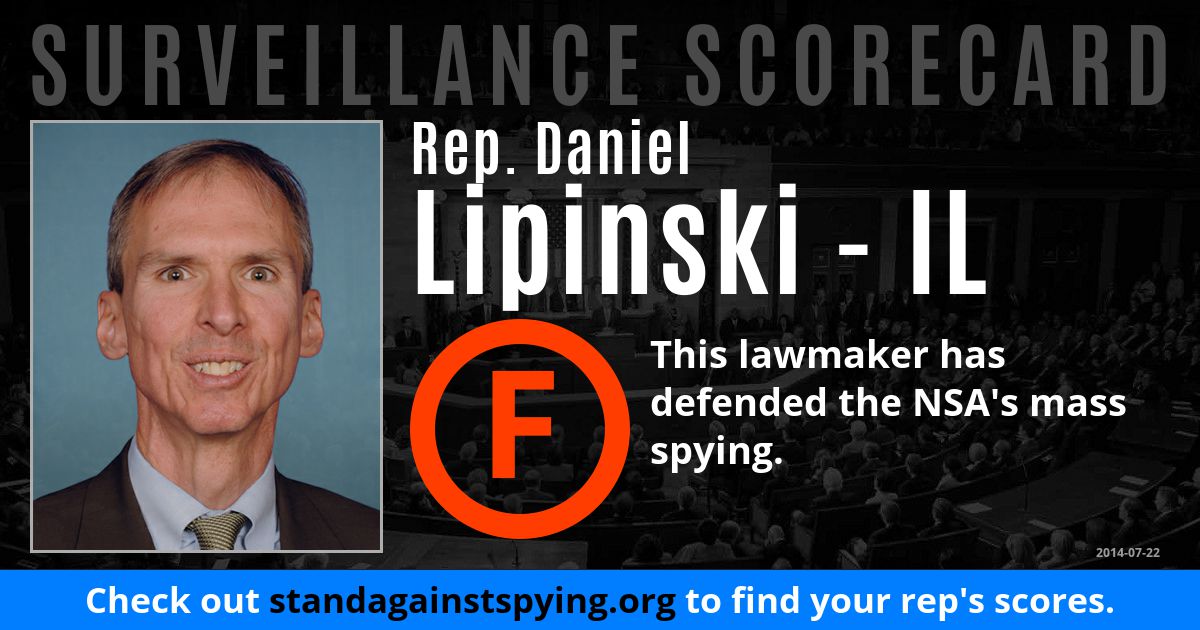 SURVEILLANCE SCORECARD
Rep. Daniel
Lipinski - IL
F
This lawmaker has
defended the NSA's mass
spying.
2014-07-22
Check out standagainstspying.org to find your rep's scores.